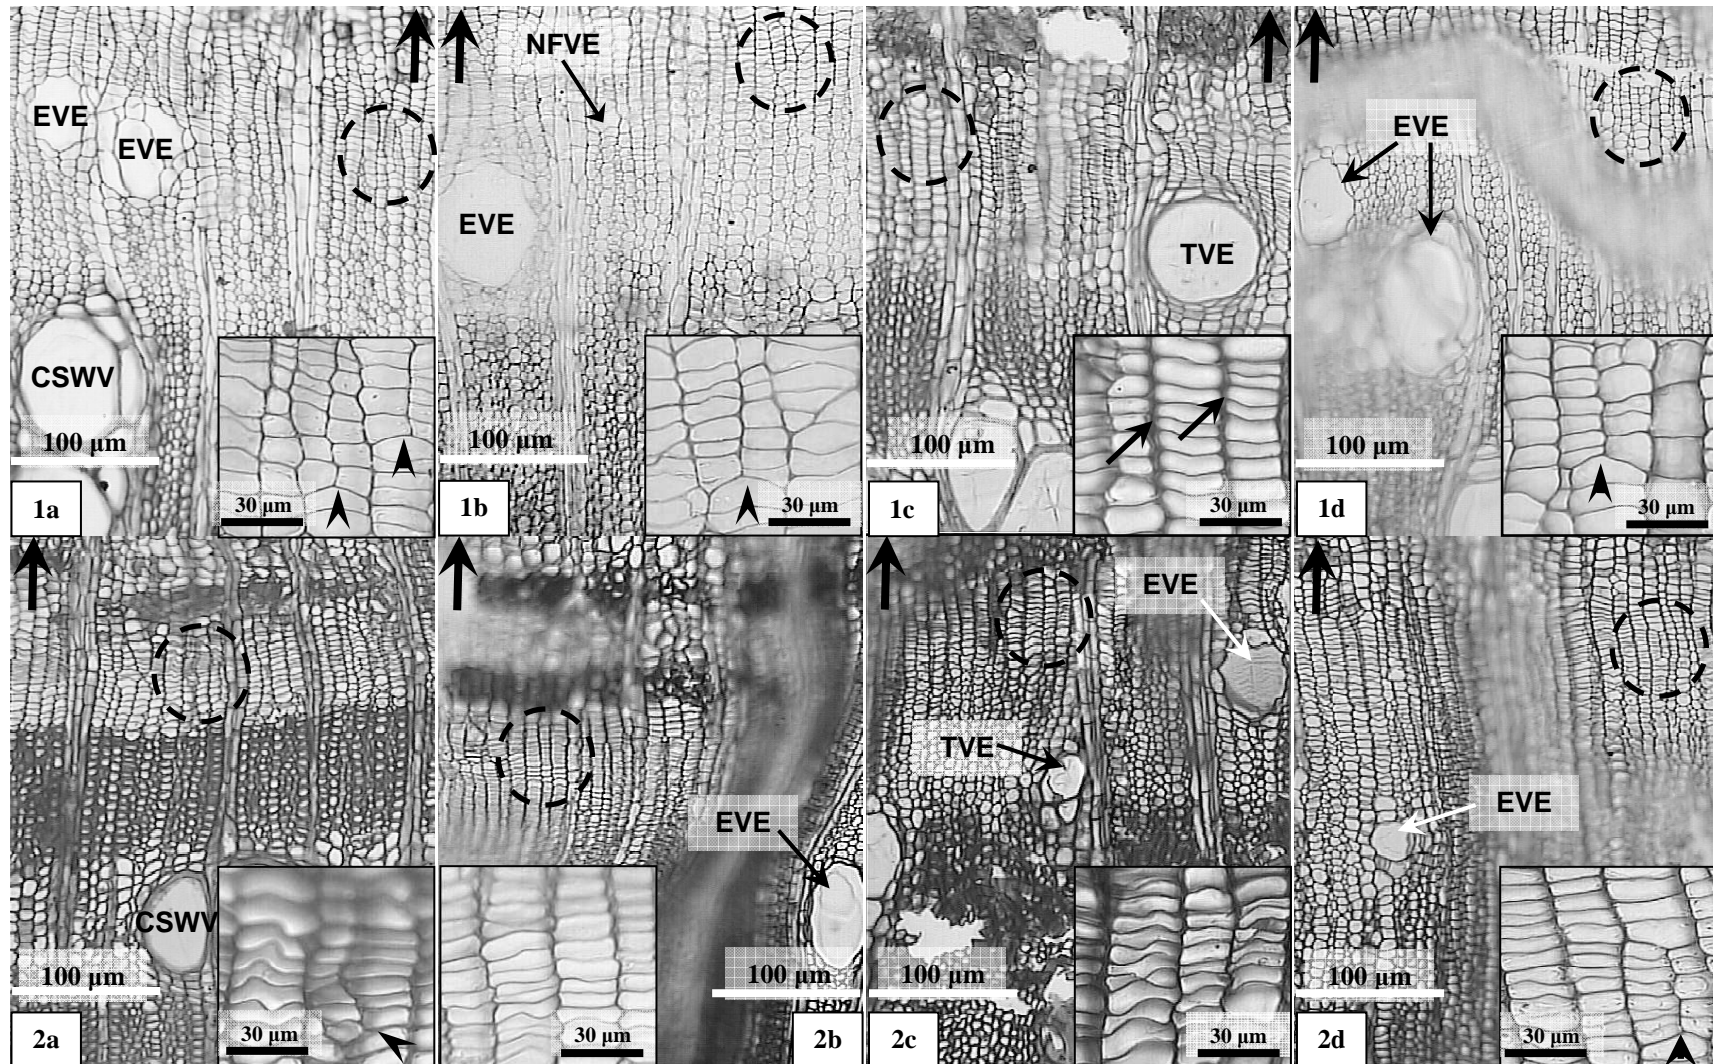 EVE
EVE
CSWV
100 µm
30 µm
1a
NFVE
EVE
100 µm
30 µm
1b
TVE
100 µm
30 µm
1c
EVE
100 µm
30 µm
1d
CSWV
100 µm
30 µm
2a
EVE
100 µm
30 µm
2b
EVE
TVE
100 µm
30 µm
2c
EVE
100 µm
30 µm
2d